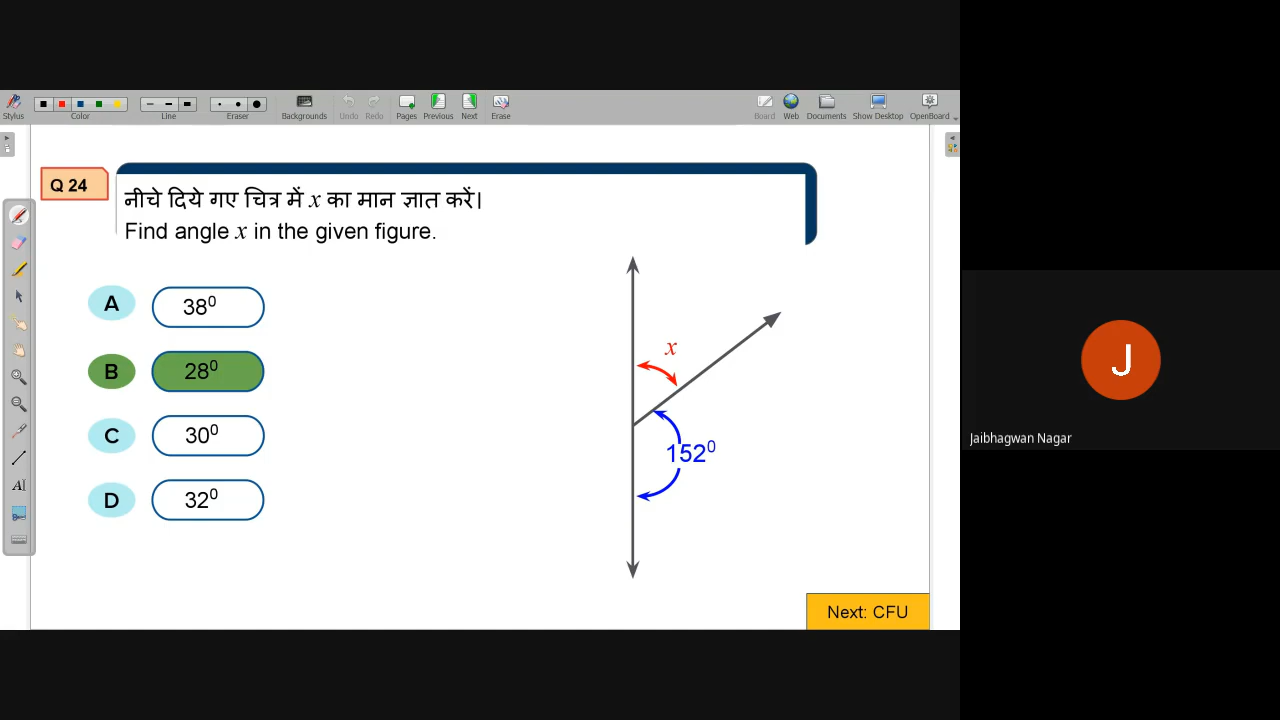 Stylus
Color
Line
Eraser
Backgrounds
Undo
Redo
Pages
Previous
Next
Erase
Board
Web
Documents
Show Desktop
OpenBoard
Q 24
नीचे दिये गए चित्र में x का मान ज्ञात करें।
Find angle x in the given figure.
A 38⁰
B 28⁰
C 30⁰
D 32⁰
x
152⁰
Next: CFU
J
Jaibhagwan Nagar